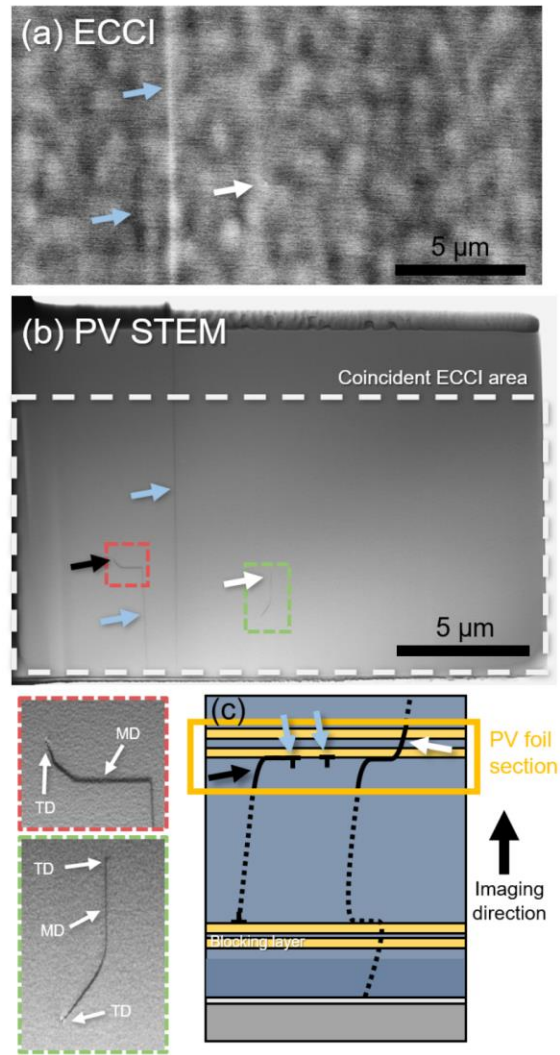 (a) ECCI
5 µm
(b) PV STEM
Coincident ECCI area
5 µm
MD
TD
TD
MD
TD
(c)
PV foil
section
Imaging
direction
Blocking layer